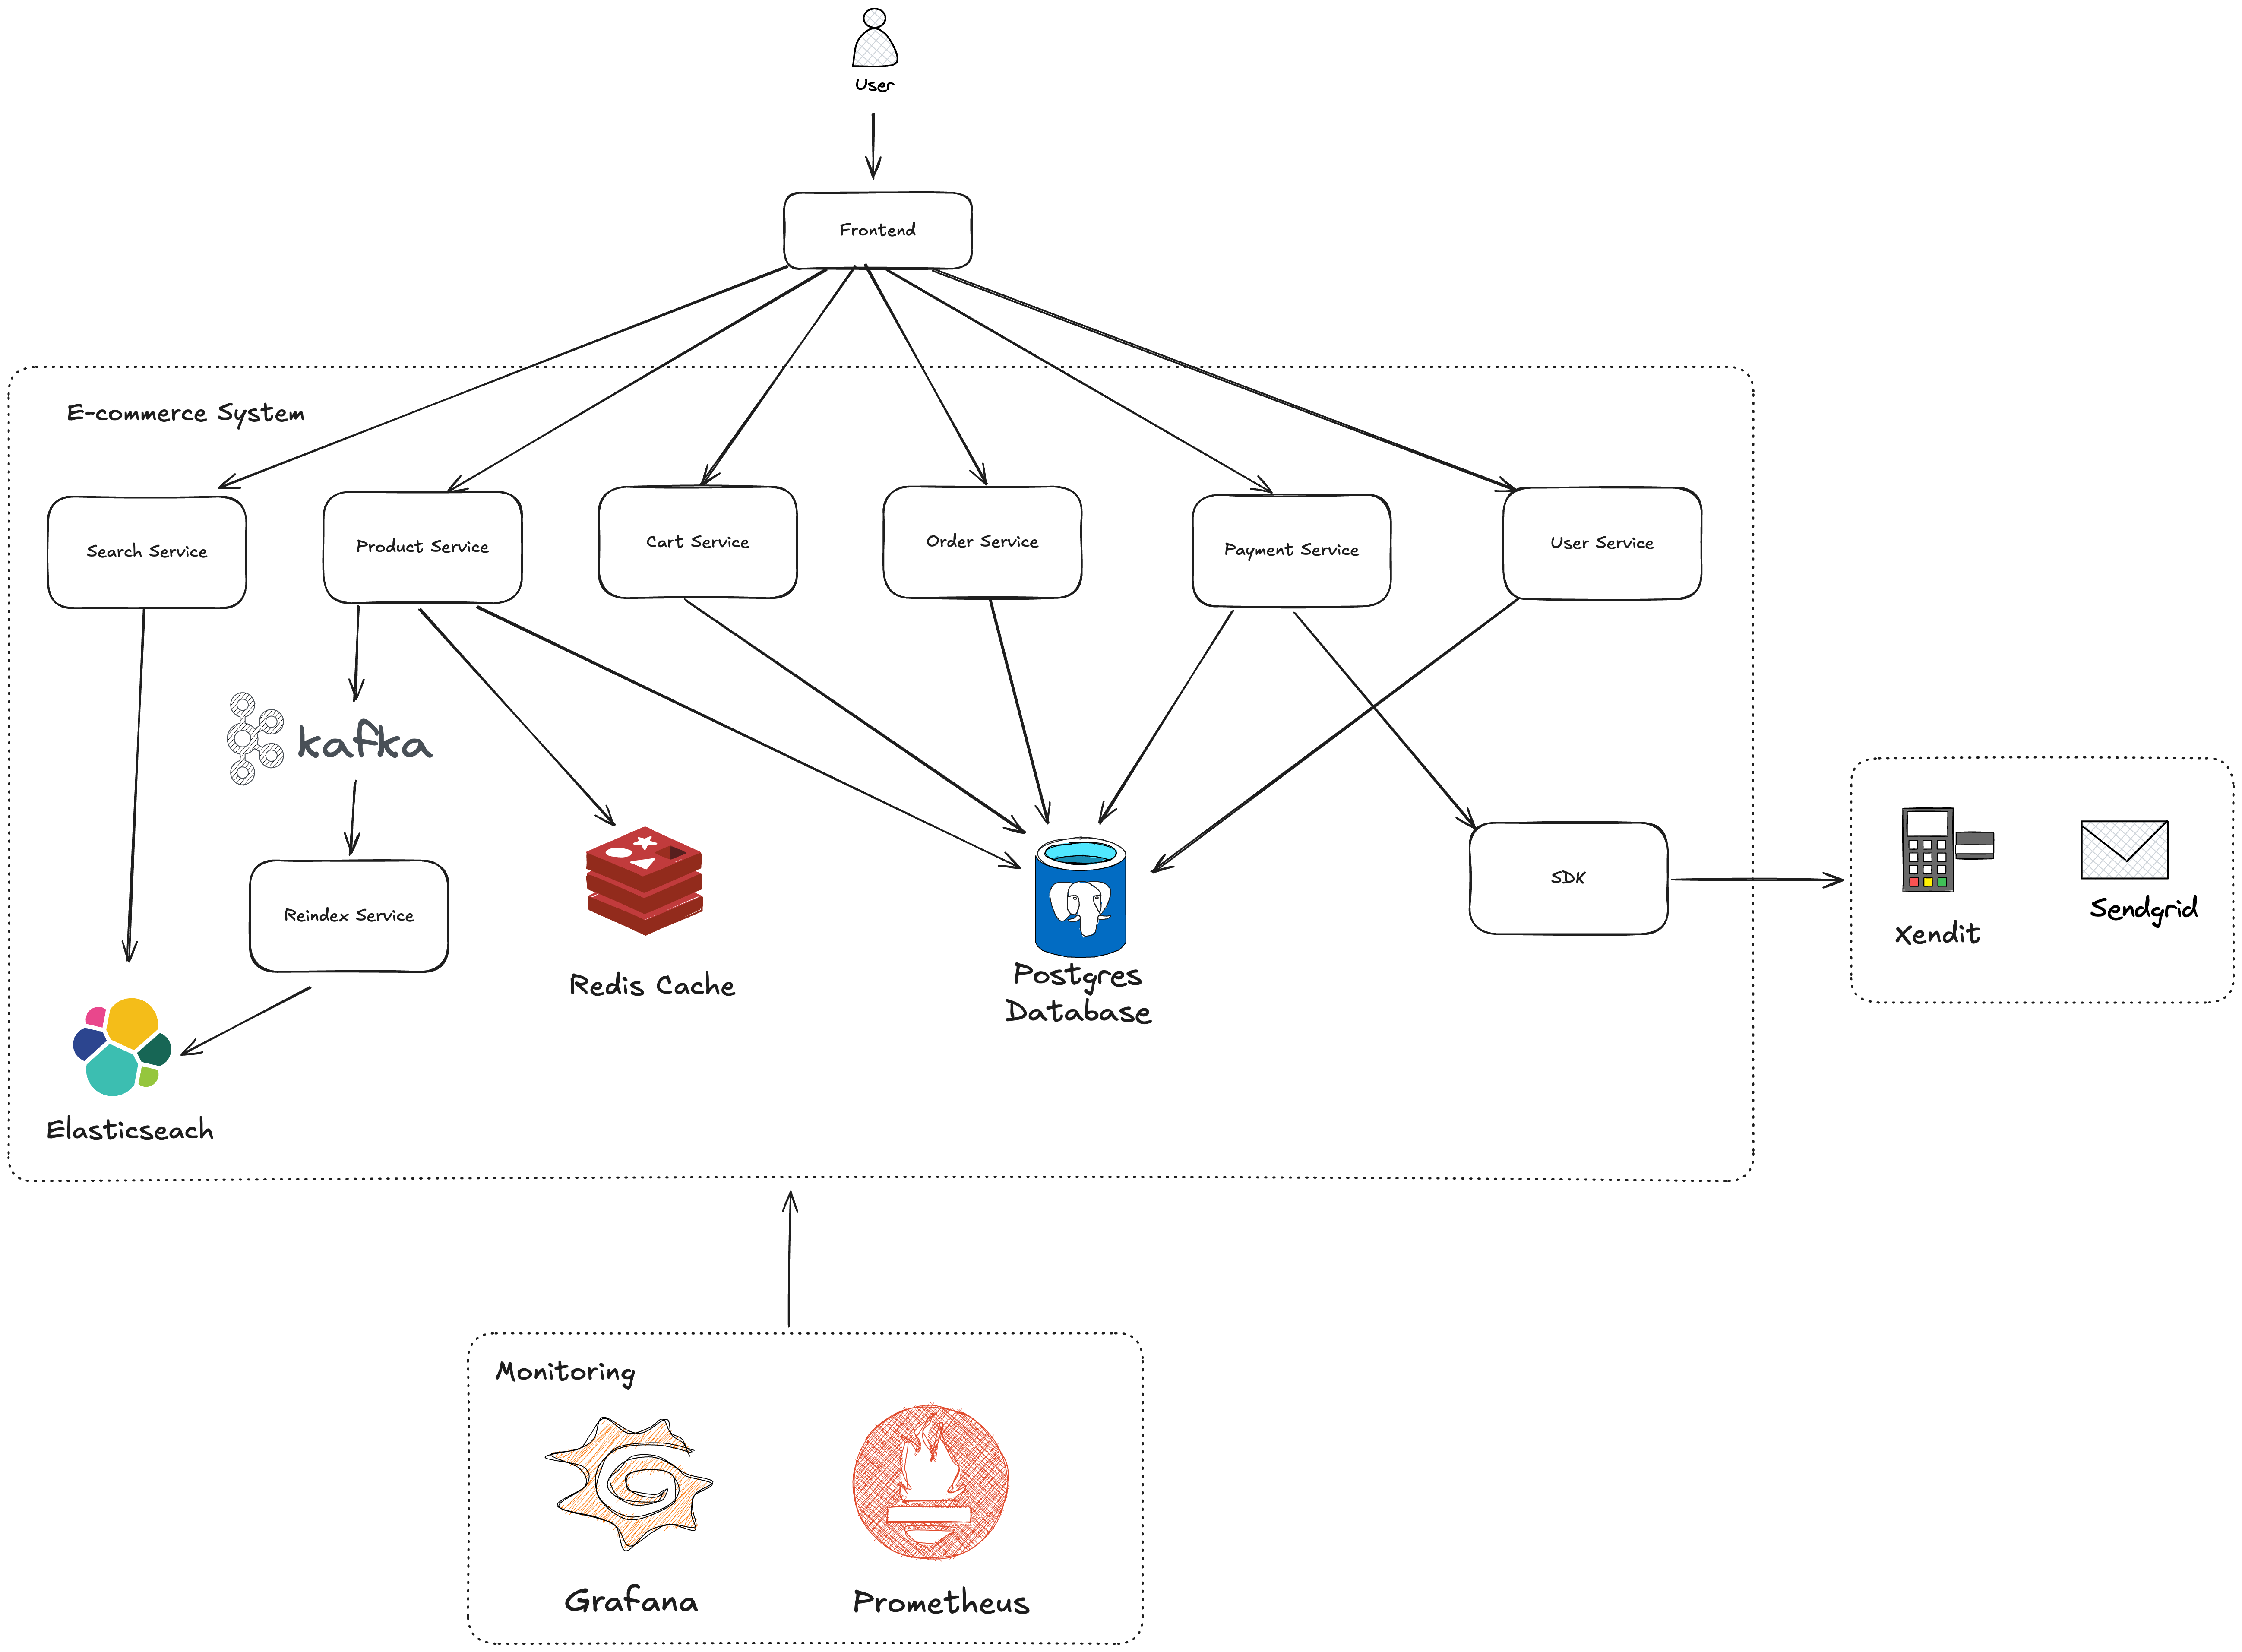 User
Frontend
E-commerce System
Search Service
Product Service
Cart Service
Order Service
Payment Service
User Service
kafka
Reindex Service
Redis Cache
Postgres
Database
SDK
Xendit
Sendgrid
Elasticseach
Monitoring
Grafana
Prometheus